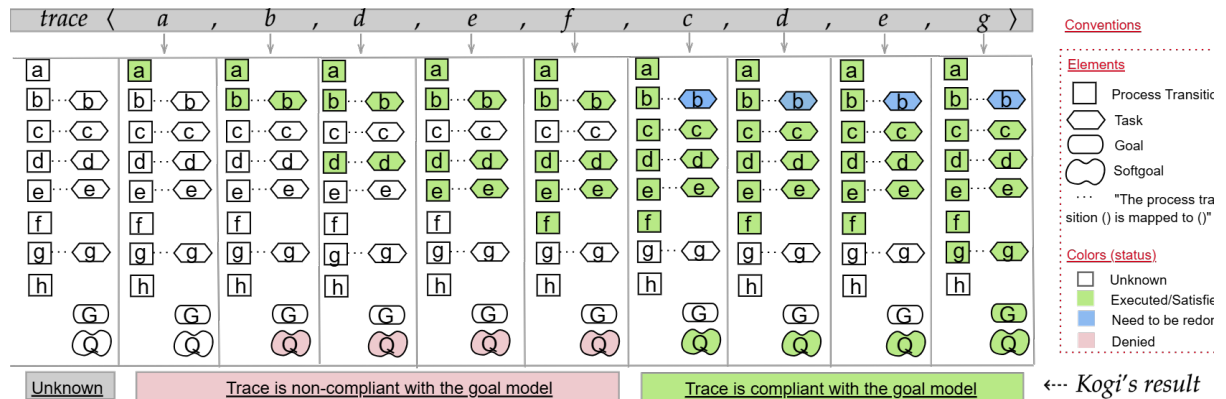 trace ⟨ a , b , d , e , f , c , d , e , g ⟩
a a a a a a a a a a
b ··· b b ··· b b ··· b b ··· b b ··· b b ··· b b ··· b b ··· b b ··· b b ··· b
c ··· c c ··· c c ··· c c ··· c c ··· c c ··· c c ··· c c ··· c c ··· c c ··· c
d ··· d d ··· d d ··· d d ··· d d ··· d d ··· d d ··· d d ··· d d ··· d d ··· d
e ··· e e ··· e e ··· e e ··· e e ··· e e ··· e e ··· e e ··· e e ··· e e ··· e
f f f f f f f f f f
g ··· g g ··· g g ··· g g ··· g g ··· g g ··· g g ··· g g ··· g g ··· g g ··· g
h h h h h h h h h h
G G G G G G G G G G
Q Q Q Q Q Q Q Q Q Q
Unknown
Trace is non-compliant with the goal model
Trace is compliant with the goal model
Kogi's result
Conventions
Elements
Process Transitio
Task
Goal
Softgoal
··· "The process tra
sition () is mapped to ()"
Colors (status)
Unknown
Executed/Satisfie
Need to be redor
Denied